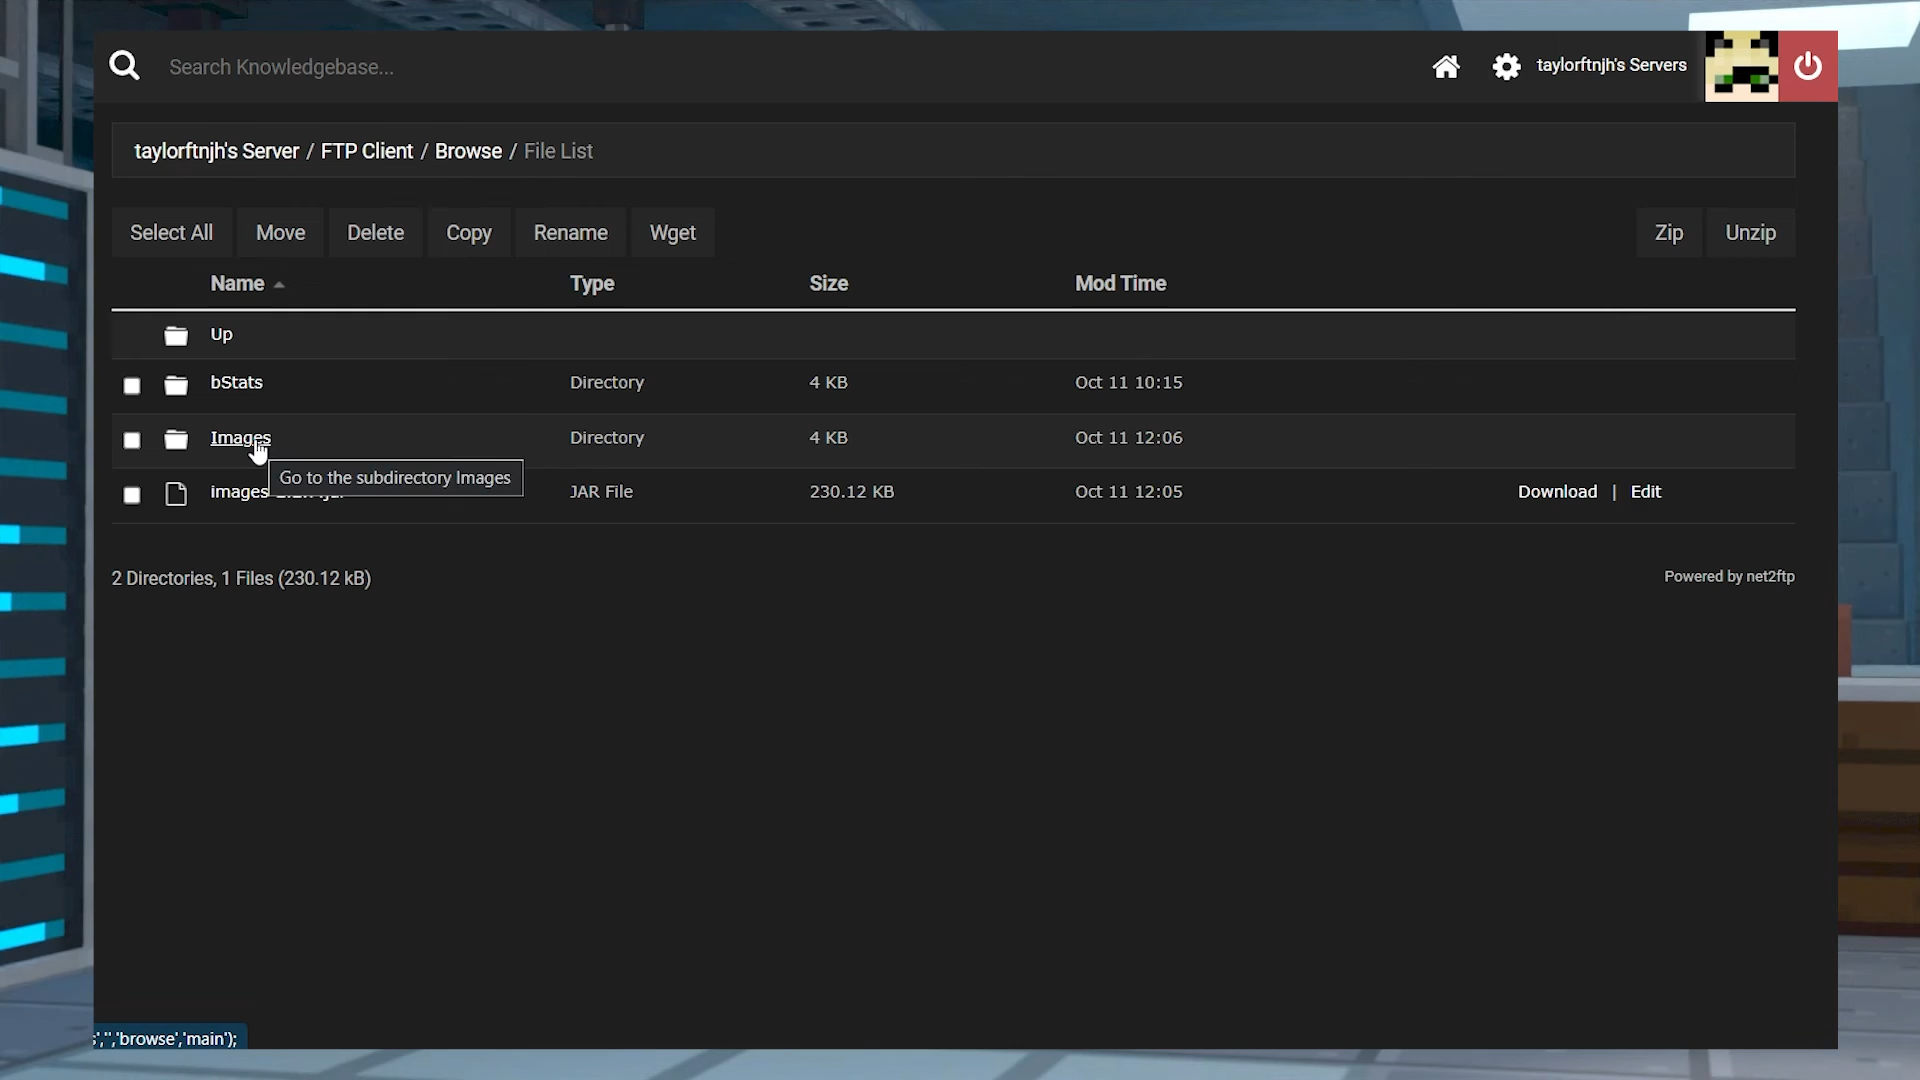 Search Knowledgebase...
taylorftnjh's Servers
taylorftnjh's Server / FTP Client / Browse / File List
Select All Move Delete Copy Rename Wget Zip Unzip
Name Type Size Mod Time
Up
bStats Directory 4 KB Oct 11 10:15
Images Directory 4 KB Oct 11 12:06
Go to the subdirectory Images
images JAR File 230.12 KB Oct 11 12:05 Download | Edit
2 Directories, 1 Files (230.12 kB)
Powered by net2ftp
','','browse','main');